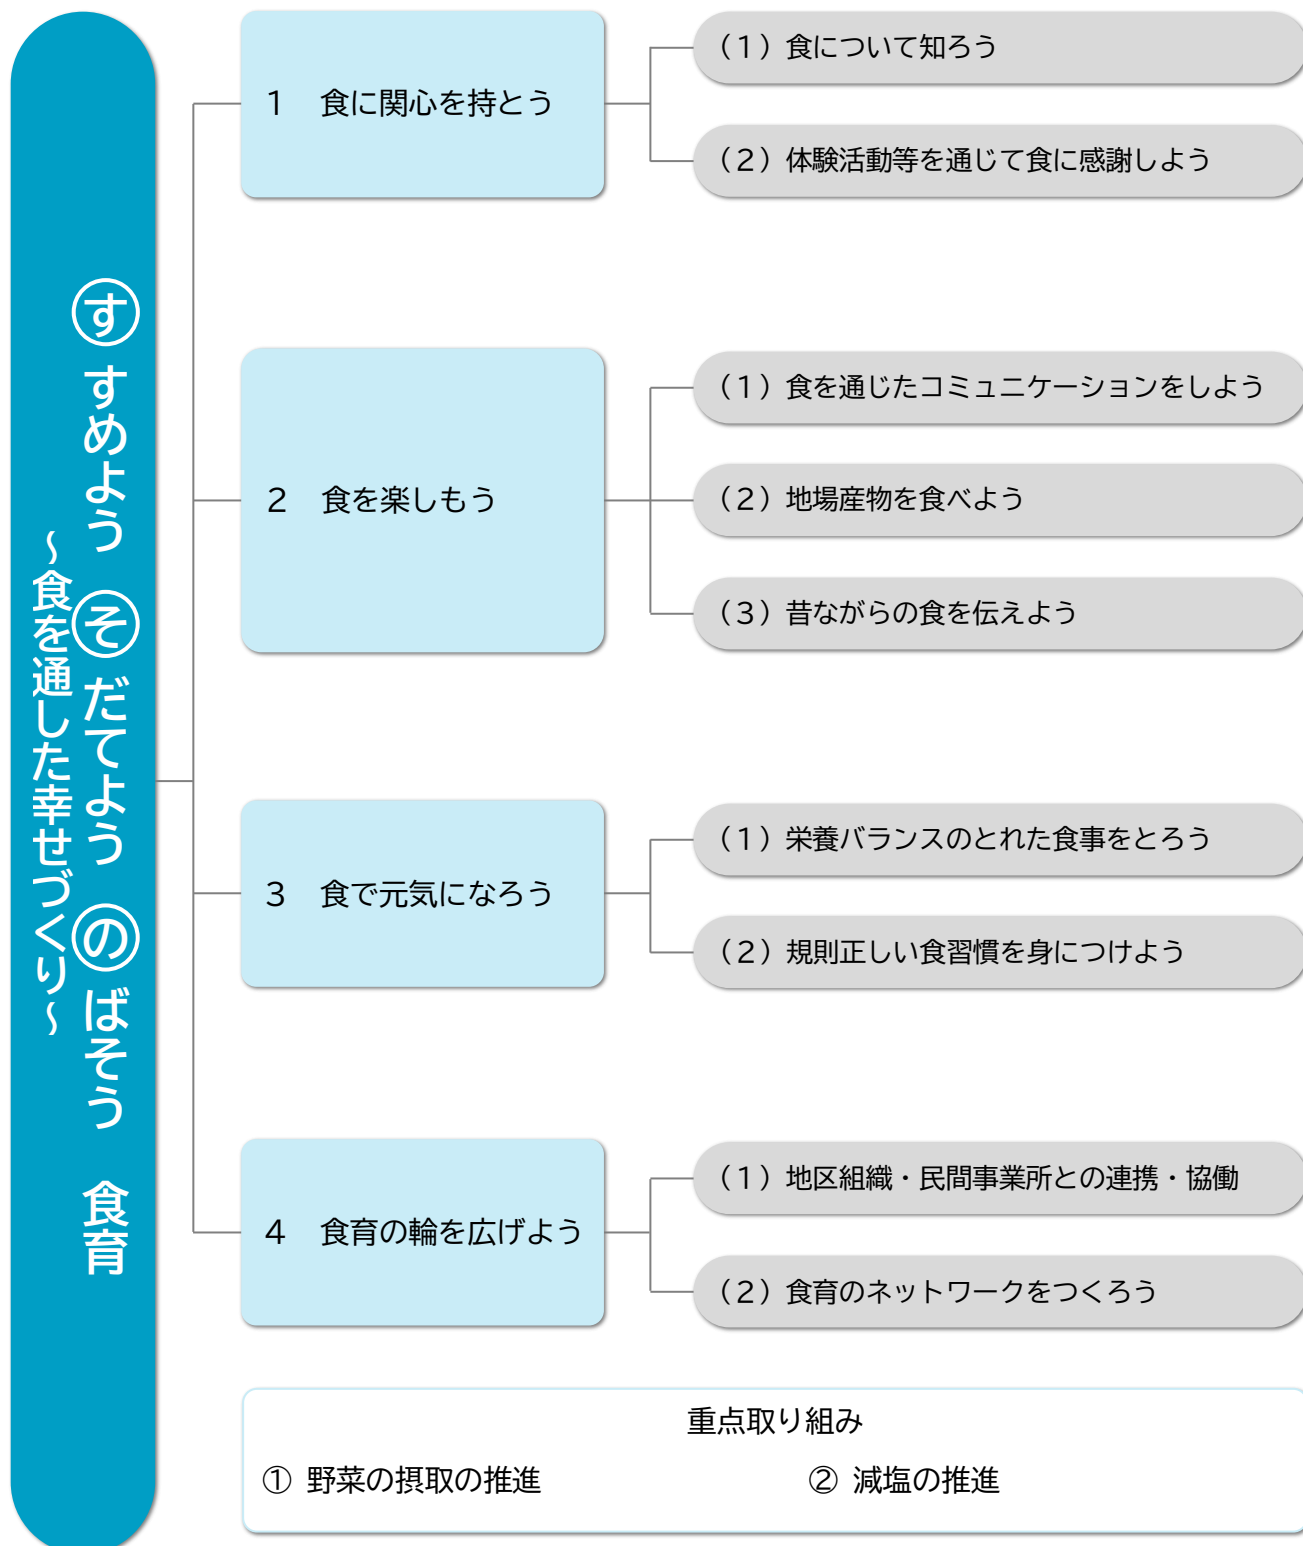 すすめよう そだてよう のばそう 食育
～食を通した幸せづくり～
1 食に関心を持とう
（1）食について知ろう
（2）体験活動等を通じて食に感謝しよう
2 食を楽しもう
（1）食を通じたコミュニケーションをしよう
（2）地場産物を食べよう
（3）昔ながらの食を伝えよう
3 食で元気になろう
（1）栄養バランスのとれた食事をとろう
（2）規則正しい食習慣を身につけよう
4 食育の輪を広げよう
（1）地区組織・民間事業所との連携・協働
（2）食育のネットワークをつくろう
重点取り組み
① 野菜の摂取の推進 ② 減塩の推進